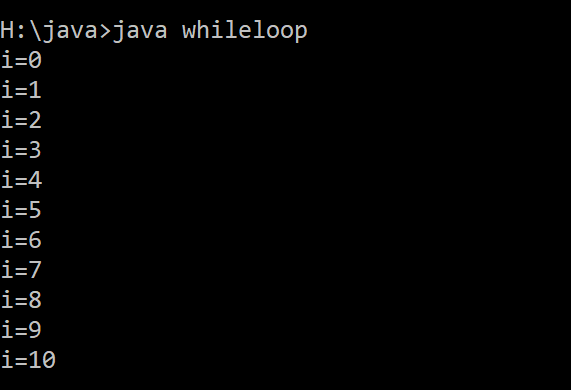 H:\java>java whileloop
i=0
i=1
i=2
i=3
i=4
i=5
i=6
i=7
i=8
i=9
i=10